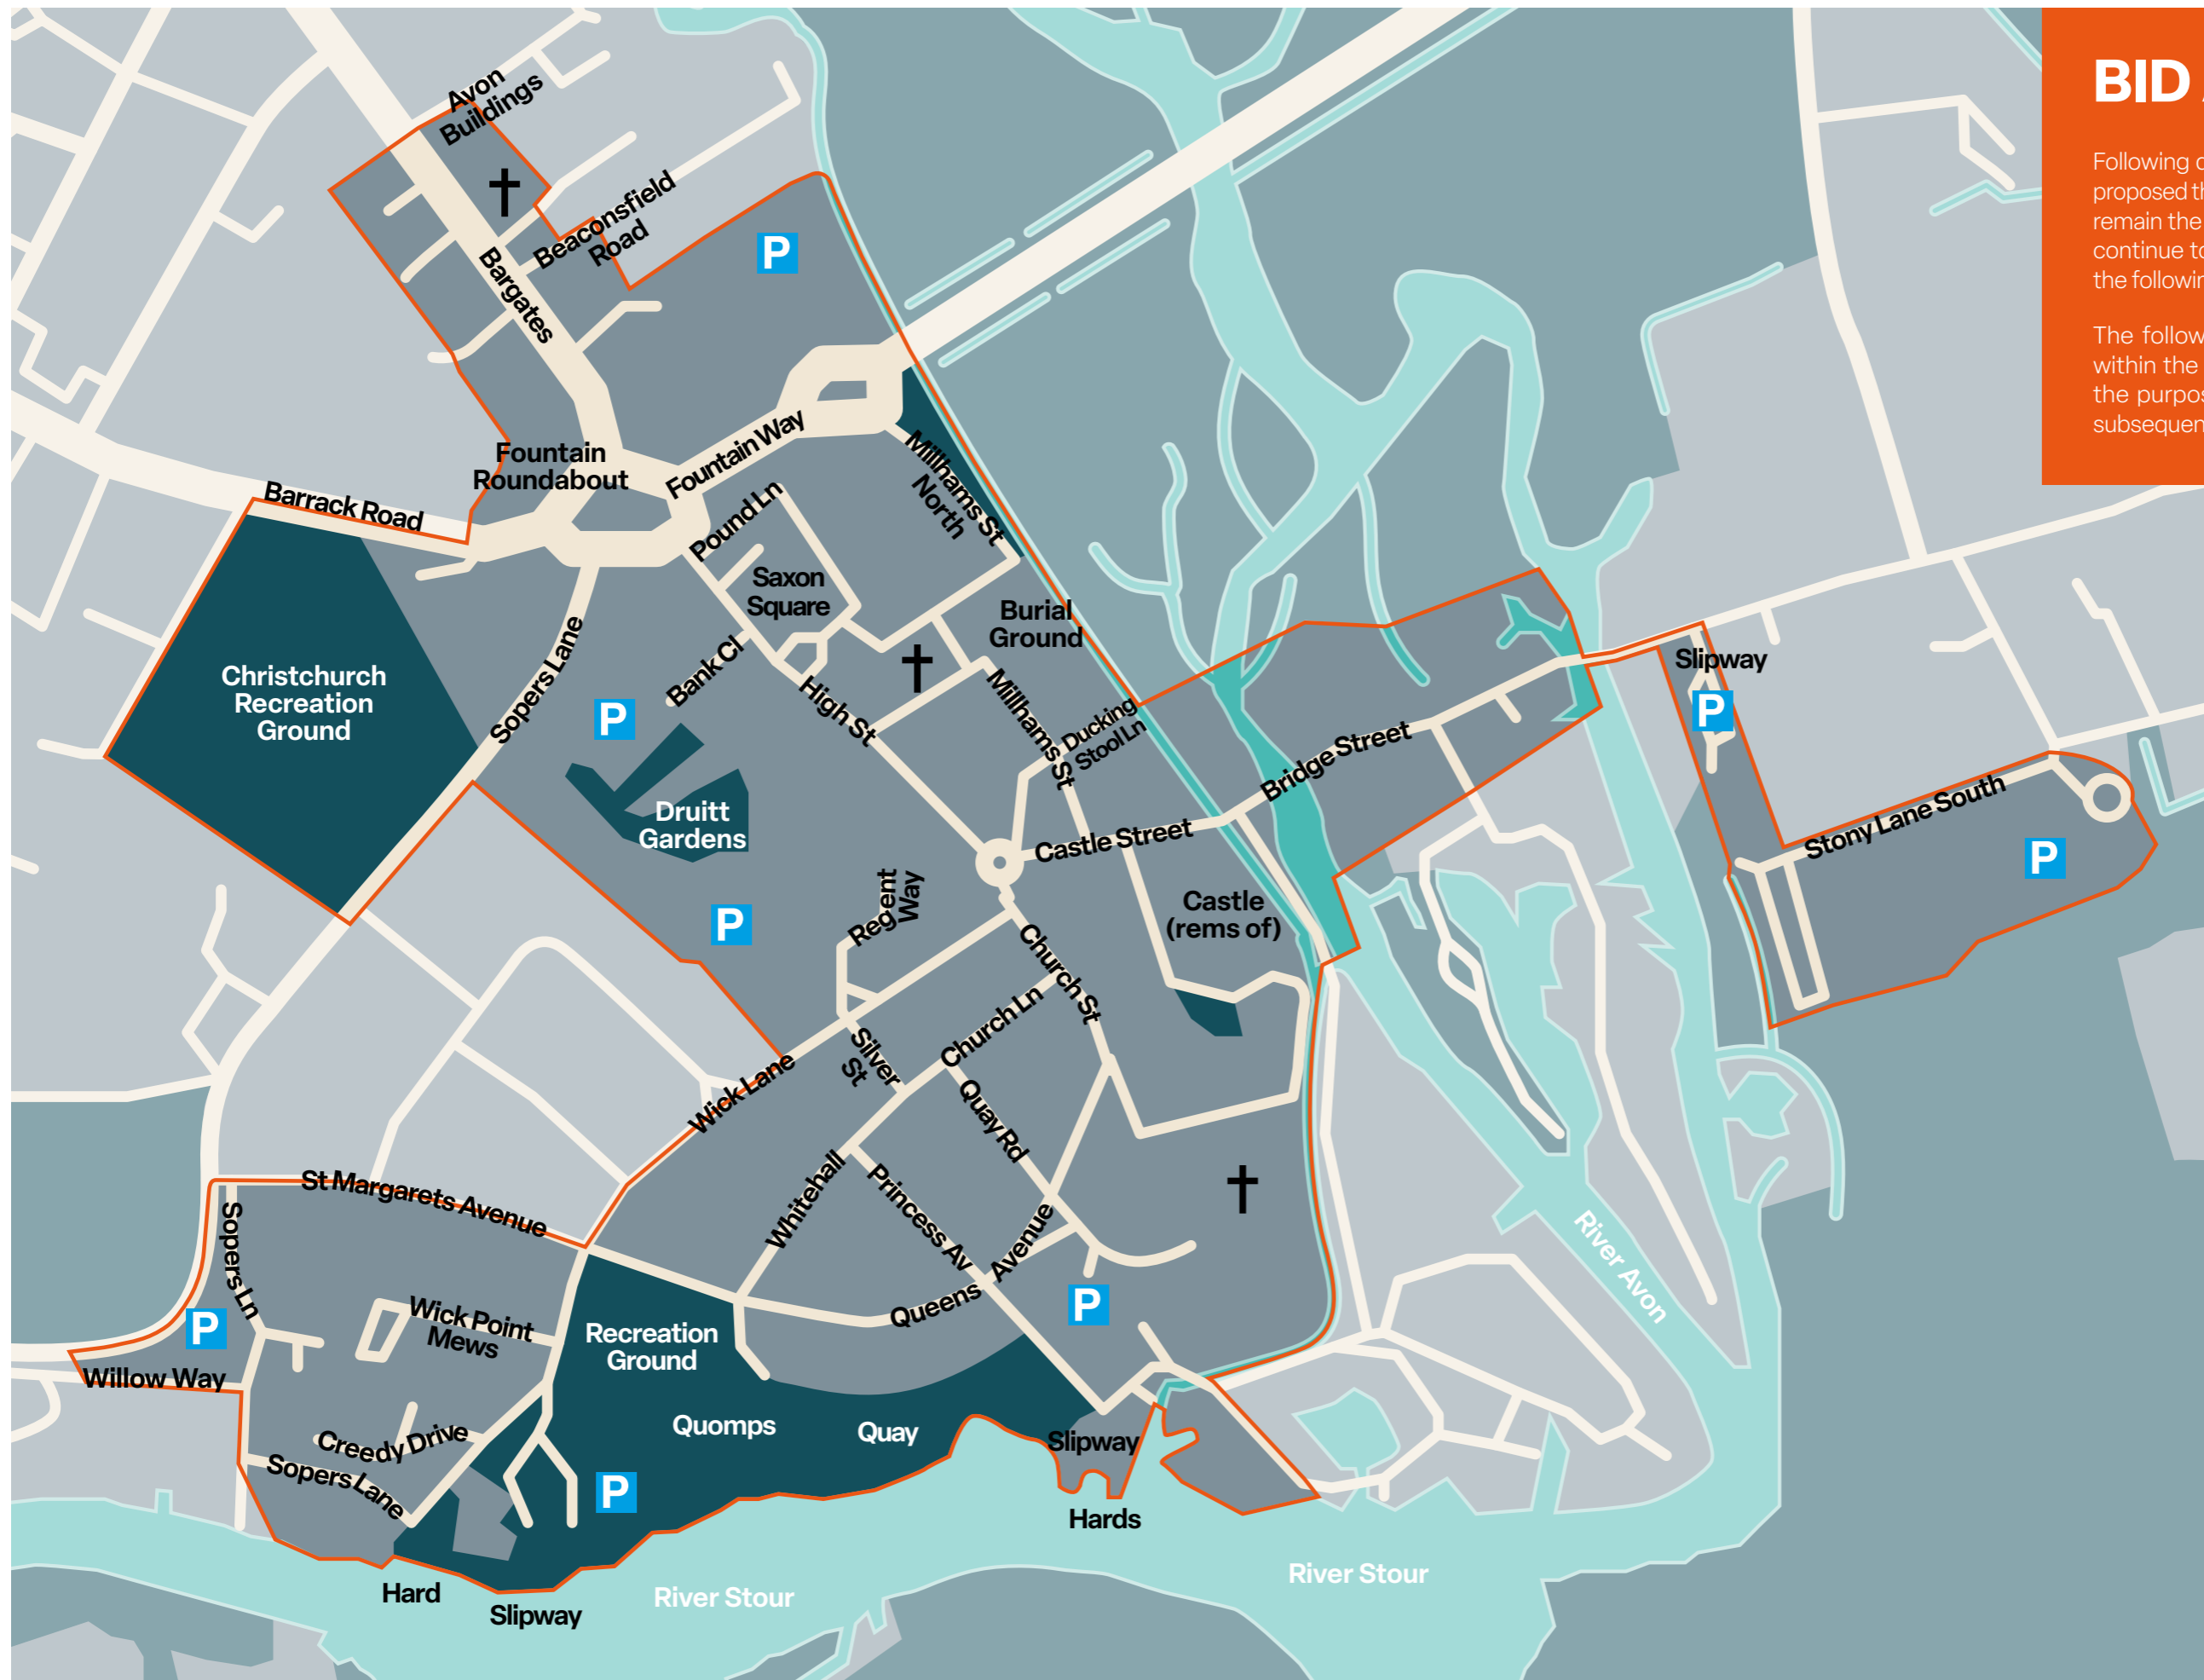 Avon
Buildings
Beaconsfield
Road
P
Bargates
Fountain
Roundabout
Fountain Way
Barrack Road
Millhams St
North
Pound Ln
Saxon
Square
Burial
Ground
Christchurch
Recreation
Ground
Sopers Lane
Bank Cl
P
High St
Millhams St
Ducking
Stool Ln
Slipway
P
Bridge Street
Druitt
Gardens
Castle Street
Stony Lane South
P
Regent
Way
P
Castle
(rems of)
Church St
Church Ln
Silver
St
Wick Lane
Quay Rd
Whitehall
Princess Av
St Margarets Avenue
Sopers Ln
Queens
Avenue
P
River Avon
P
Wick Point
Mews
Recreation
Ground
Willow Way
Quomps
Quay
Creedy Drive
Slipway
Sopers Lane
P
Hards
Hard
Slipway
River Stour
River Stour
BID
Following
proposed
remain the
continue
the
The
within the
the